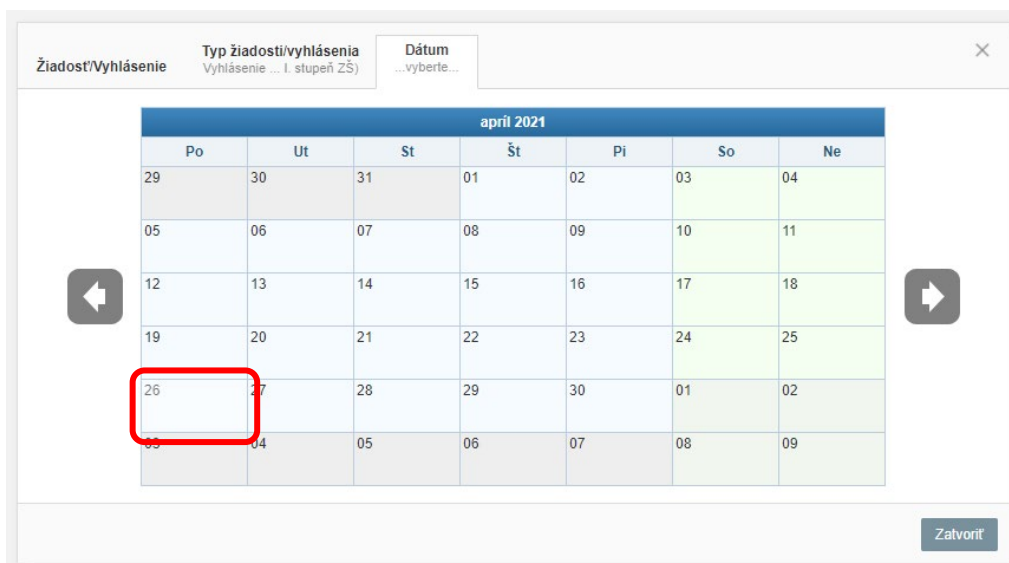 Žiadosť/Vyhlásenie
Typ žiadosti/vyhlásenia
Vyhlásenie ... I. stupeň ZŠ)
Dátum
...vyberte...
apríl 2021
Po Ut St Št Pi So Ne
29 30 31 01 02 03 04
05 06 07 08 09 10 11
12 13 14 15 16 17 18
19 20 21 22 23 24 25
26 27 28 29 30 01 02
03 04 05 06 07 08 09
Zatvoriť